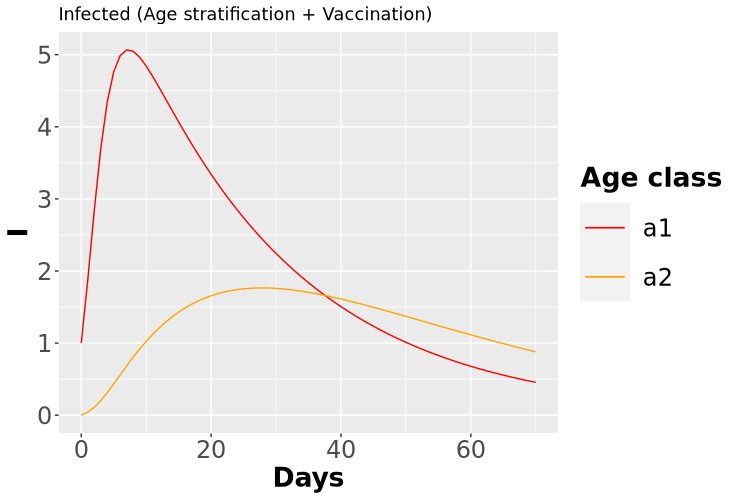 Infected (Age stratification + Vaccination)
5
4
3
2
1
0
I
0 20 40 60
Days
Age class
a1
a2